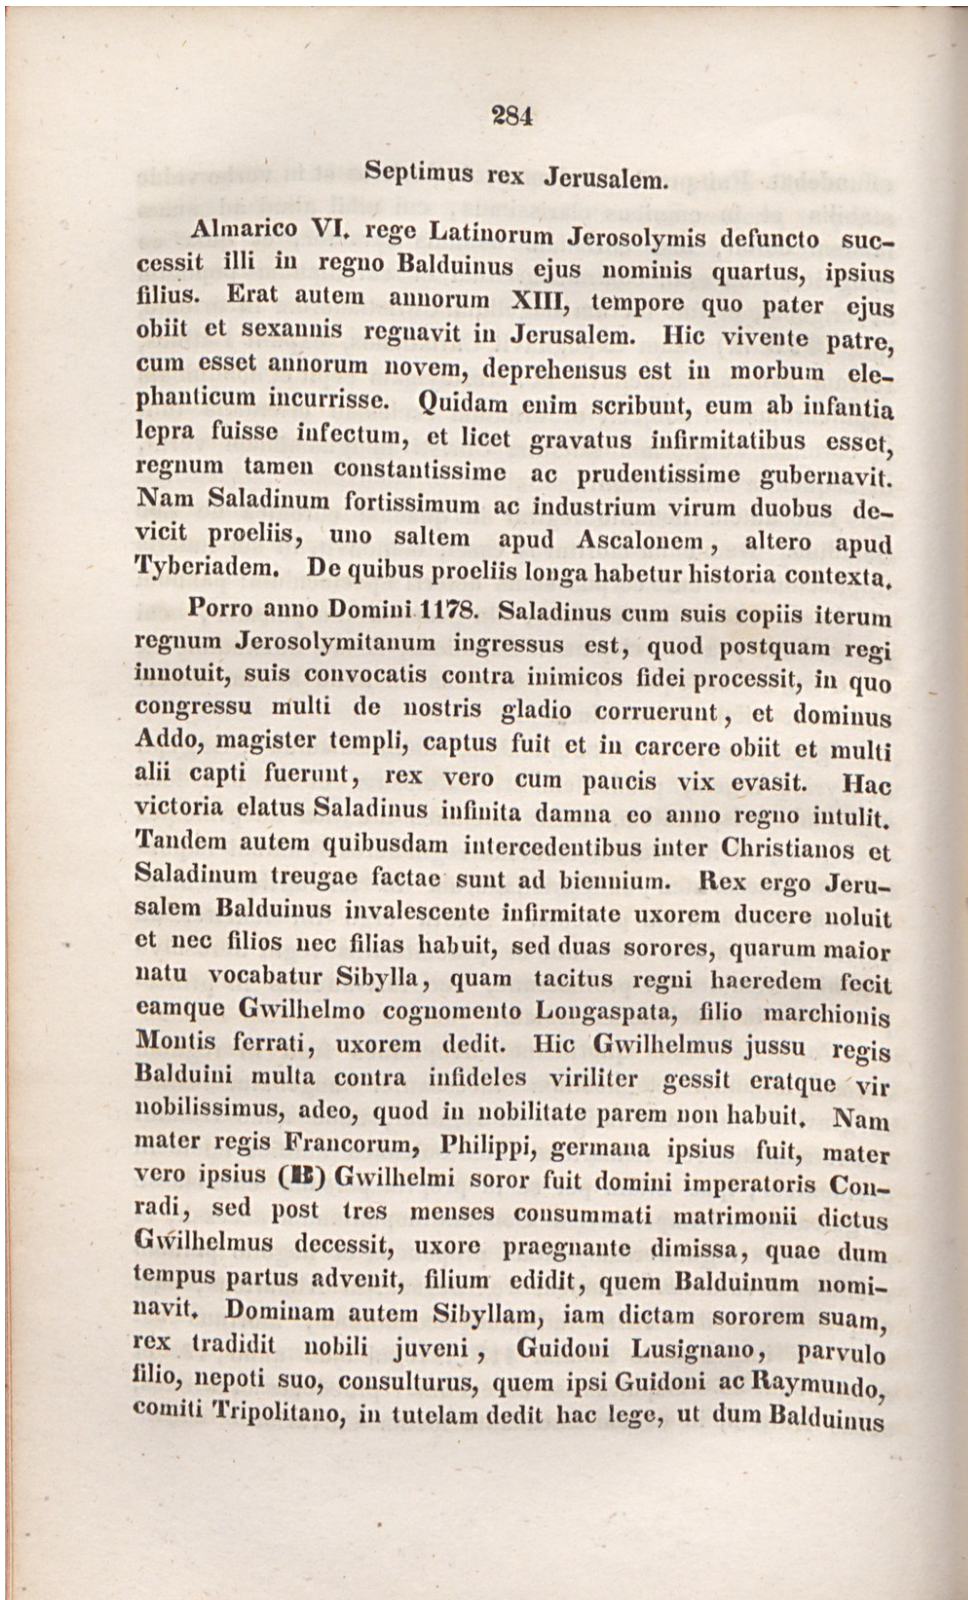 284
Septimus rex Jerusalem.
Almarico VI. rege Latinorum Jerosolymis defuncto suc-
cessit illi in regno Balduinus ejus nominis quartus, ipsius
filius. Erat autem annorum XIII, tempore quo pater ejus
obiit et sexannis regnavit in Jerusalem. Hic vivente patre,
cum esset annorum novem, deprehensus est in morbum ele-
phanticum incurrisse. Quidam enim scribunt, eum ab infantia
lepra fuisse infectum, et licet gravatus infirmitatibus esset,
regnum tamen constantissime ac prudentissime gubernavit.
Nam Saladinum fortissimum ac industrium virum duobus de-
vicit proeliis, uno saltem apud Ascalonem, altero apud
Tyberiadem. De quibus proeliis longa habetur historia contexta.
Porro anno Domini 1178. Saladinus cum suis copiis iterum
regnum Jerosolymitanum ingressus est, quod postquam regi
innotuit, suis convocatis contra inimicos fidei processit, in quo
congressu multi de nostris gladio corruerunt, et dominus
Addo, magister templi, captus fuit et in carcere obiit et multi
alii capti fuerunt, rex vero cum paucis vix evasit. Hac
victoria elatus Saladinus infinita damna eo anno regno intulit.
Tandem autem quibusdam intercedentibus inter Christianos et
Saladinum treugae factae sunt ad biennium. Rex ergo Jeru-
salem Balduinus invalescente infirmitate uxorem ducere noluit
et nec filios nec filias habuit, sed duas sorores, quarum maior
natu vocabatur Sibylla, quam tacitus regni haeredem fecit
eamque Gwilhelmo cognomento Longaspata, filio marchionis
Montis ferrati, uxorem dedit. Hic Gwilhelmus jussu regis
Balduini multa contra infideles viriliter gessit eratque vir
nobilissimus, adeo, quod in nobilitate parem non habuit. Nam
mater regis Francorum, Philippi, germana ipsius fuit, mater
vero ipsius (B) Gwilhelmi soror fuit domini imperatoris Con-
radi, sed post tres menses consummati matrimonii dictus
Gwilhelmus decessit, uxore praegnante dimissa, quae dum
tempus partus advenit, filium edidit, quem Balduinum nomi-
navit. Dominam autem Sibyllam, iam dictam sororem suam,
rex tradidit nobili juveni, Guidoni Lusignano, parvulo
filio, nepoti suo, consulturus, quem ipsi Guidoni ac Raymundo,
comiti Tripolitano, in tutelam dedit hac lege, ut dum Balduinus